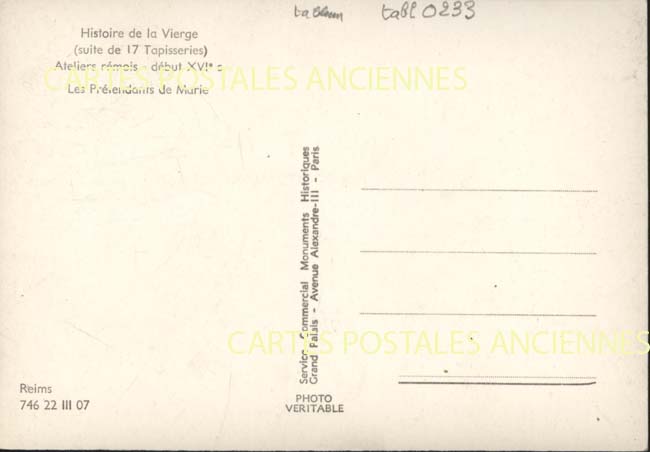 tableau tabl 0233
Histoire de la Vierge
(suite de 17 Tapisseries)
Ateliers rémois - début XVIe s
CARTES POSTALES ANCIENNES
Les Prétendants de Marie
Service Commercial Monuments Historiques
Grand Palais - Avenue Alexandre-III - Paris
CARTES POSTALES ANCIENNES
Reims
746 22 III 07
PHOTO
VERITABLE